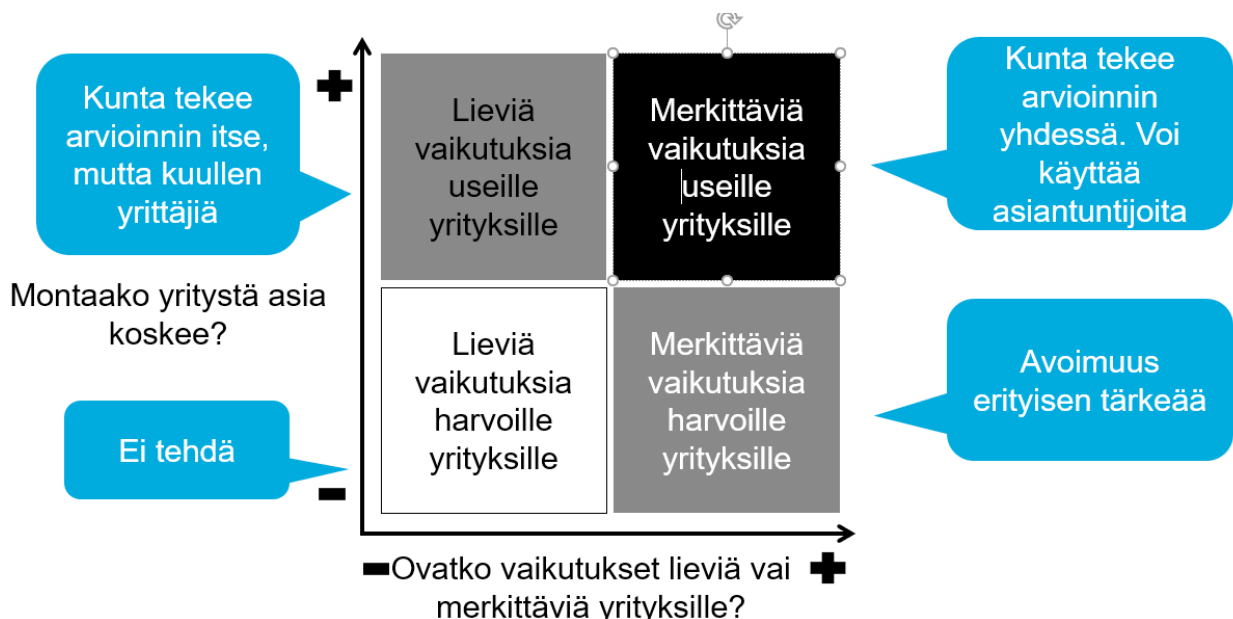 Kunta tekee
arvioinnin itse,
mutta kuullen
yrittäjiä
Lieviä
vaikutuksia
useille
yrityksille
Merkittäviä
vaikutuksia
useille
yrityksille
Kunta tekee
arvioinnin
yhdessä. Voi
käyttää
asiantuntijoita
Montaako yritystä asia
koskee?
Ei tehdä
Lieviä
vaikutuksia
harvoille
yrityksille
Merkittäviä
vaikutuksia
harvoille
yrityksille
Avoimuus
erityisen tärkeää
Ovatko vaikutukset lieviä vai
merkittäviä yrityksille?